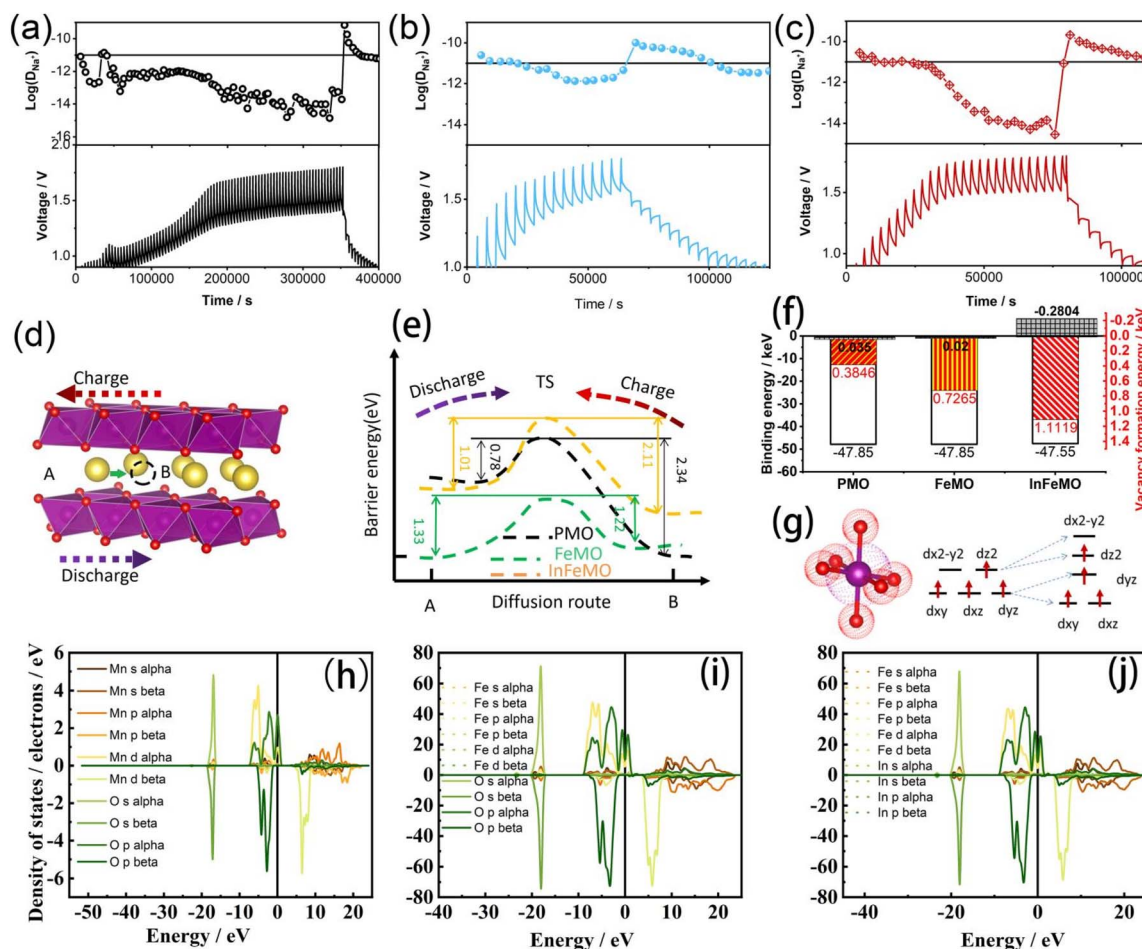 (a)
Log(D_Na⁺)
-10
-12
-14
-16
2.0
Voltage / V
1.5
1.0
0 100000 200000 300000 400000
Time / s
(b)
Log(D_Na⁺)
-10
-12
-14
Voltage / V
1.5
1.0
0 50000 100000
Time / s
(c)
Log(D_Na⁺)
-10
-12
-14
Voltage / V
1.5
1.0
0 50000 100000
Time / s
(d)
Charge
A B
Discharge
(e)
Barrier energy(eV)
Discharge TS Charge
1.01
0.78
2.11
2.34
1.33
1.22
PMO
FeMO
InFeMO
A Diffusion route B
(f)
-0.2804
Binding energy / keV
0
-10
-20
-30
-40
-50
-60
0.035
0.3846
-47.85
0.02
0.7265
-47.85
1.1119
-47.55
PMO FeMO InFeMO
-0.2
0.0
0.2
0.4
0.6
0.8
1.0
1.2
1.4
Vacancy formation energy / keV
(g)
dx2-y2
dx2-y2 dz2
dz2
dyz
dxy dxz dyz
dxy dxz
(h)
Density of states / electrons / eV
6
4
2
0
-2
-4
-6
Mn s alpha
Mn s beta
Mn p alpha
Mn p beta
Mn d alpha
Mn d beta
O s alpha
O s beta
O p alpha
O p beta
-50 -40 -30 -20 -10 0 10 20
Energy / eV
(i)
80
60
40
20
0
-20
-40
-60
-80
Fe s alpha
Fe s beta
Fe p alpha
Fe p beta
Fe d alpha
Fe d beta
O s alpha
O s beta
O p alpha
O p beta
-50 -40 -30 -20 -10 0 10 20
Energy / eV
(j)
80
60
40
20
0
-20
-40
-60
-80
Fe s alpha
Fe s beta
Fe p alpha
Fe p beta
Fe d alpha
Fe d beta
In s alpha
In s beta
In p alpha
In p beta
-40 -20 0 20
Energy / eV